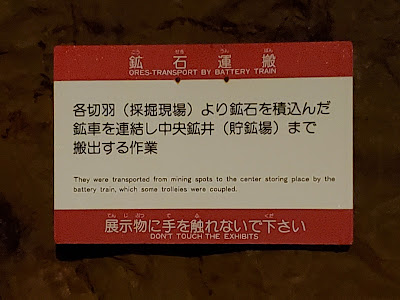 こう せき うん ぱん
鉱石運搬
ORES-TRANSPORT BY BATTERY TRAIN
各切羽（採掘現場）より鉱石を積込んだ
鉱車を連結し中央鉱井（貯鉱場）まで
搬出する作業
They were transported from mining spots to the center storing place by the
battery train, which some trolleies were coupled.
てん じ ぶつ て ふ くだ
展示物に手を触れないで下さい
DON'T TOUCH THE EXHIBITS